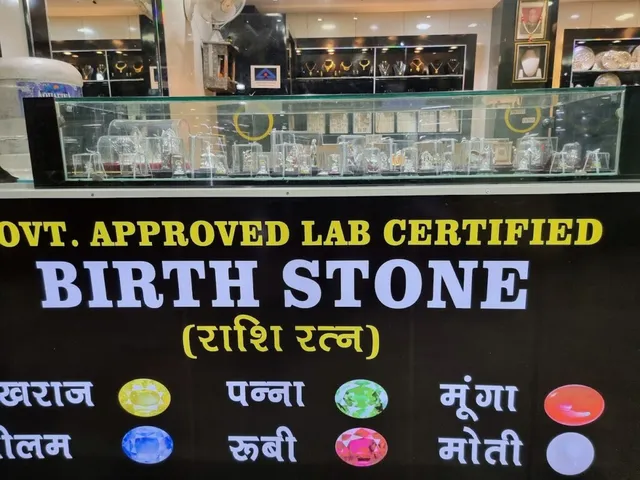 OVT. APPROVED LAB CERTIFIED
BIRTH STONE
(राशि रत्न)
खराज पन्ना मूंगा
ीलम रूबी मोती